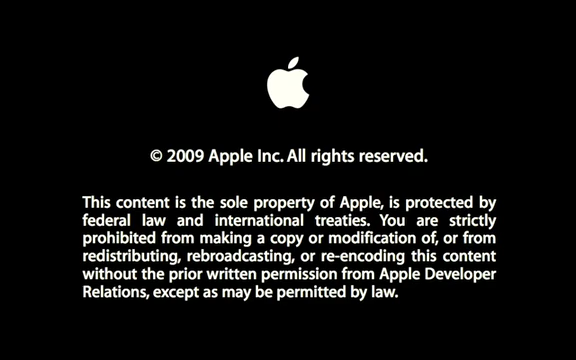 © 2009 Apple Inc. All rights reserved.
This content is the sole property of Apple, is protected by
federal law and international treaties. You are strictly
prohibited from making a copy or modification of, or from
redistributing, rebroadcasting, or re-encoding this content
without the prior written permission from Apple Developer
Relations, except as may be permitted by law.